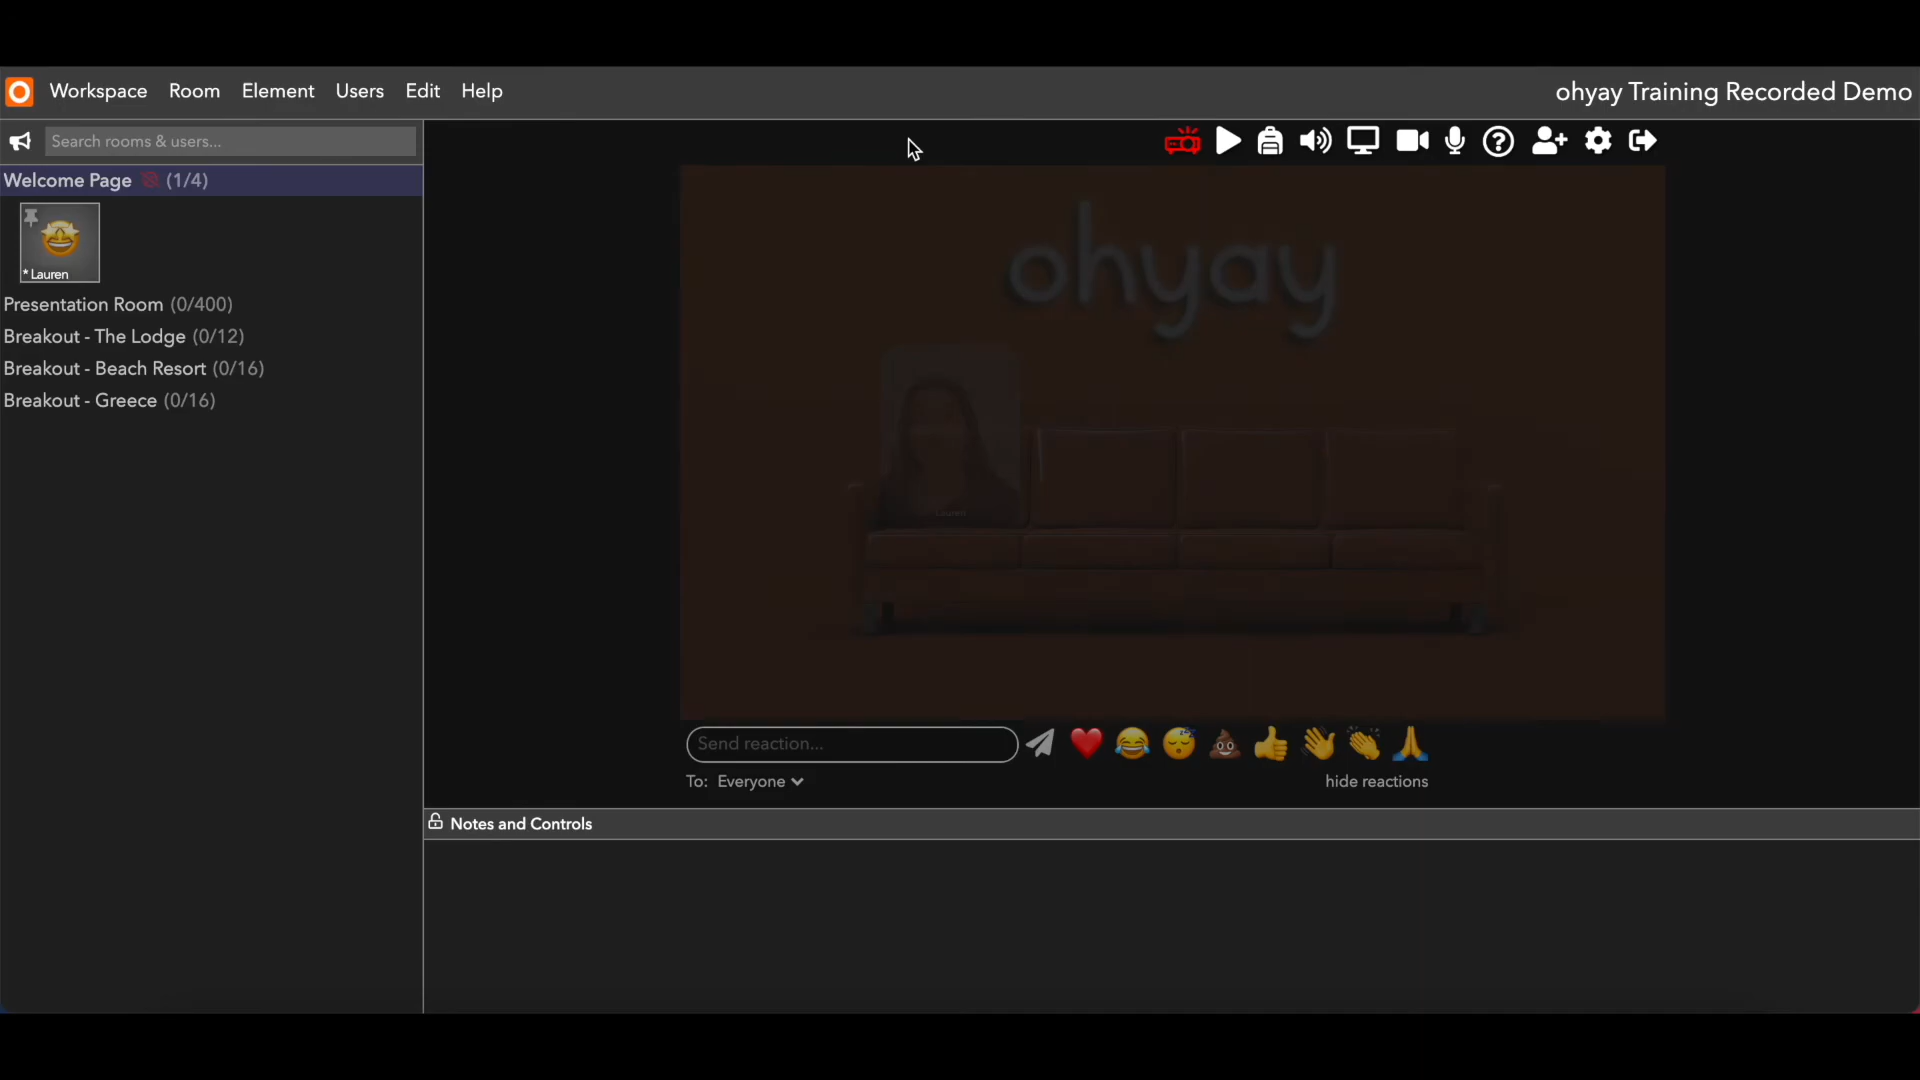 Workspace Room Element Users Edit Help
ohyay Training Recorded Demo
Search rooms & users...
Welcome Page (1/4)
* Lauren
Presentation Room (0/400)
Breakout - The Lodge (0/12)
Breakout - Beach Resort (0/16)
Breakout - Greece (0/16)
ohyay
Lauren
Send reaction...
To: Everyone
hide reactions
Notes and Controls